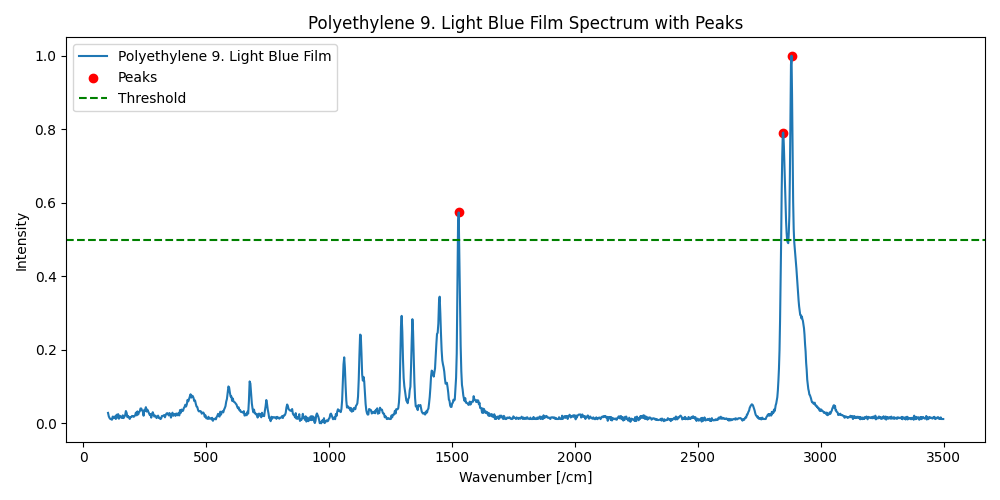 Polyethylene 9. Light Blue Film Spectrum with Peaks
Polyethylene 9. Light Blue Film
Peaks
Threshold
Intensity
1.0
0.8
0.6
0.4
0.2
0.0
0 500 1000 1500 2000 2500 3000 3500
Wavenumber [/cm]